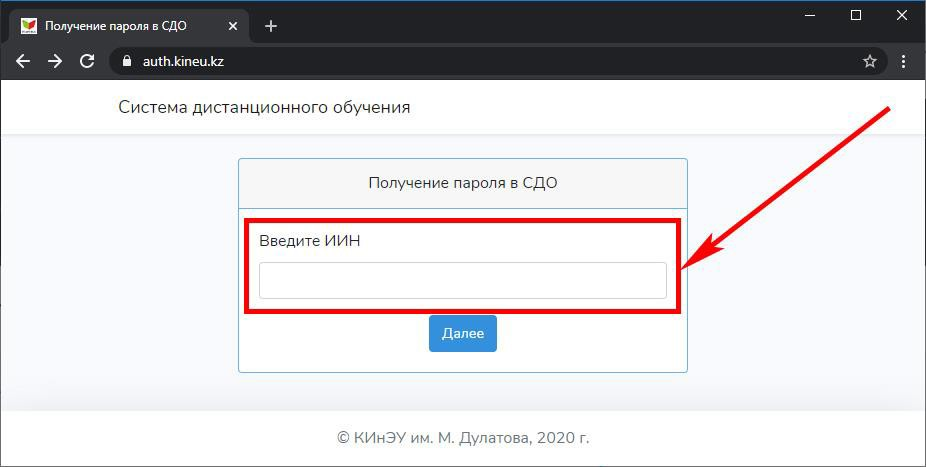 Получение пароля в СДО
auth.kineu.kz
Система дистанционного обучения
Получение пароля в СДО
Введите ИИН
Далее
© КИнЭУ им. М. Дулатова, 2020 г.